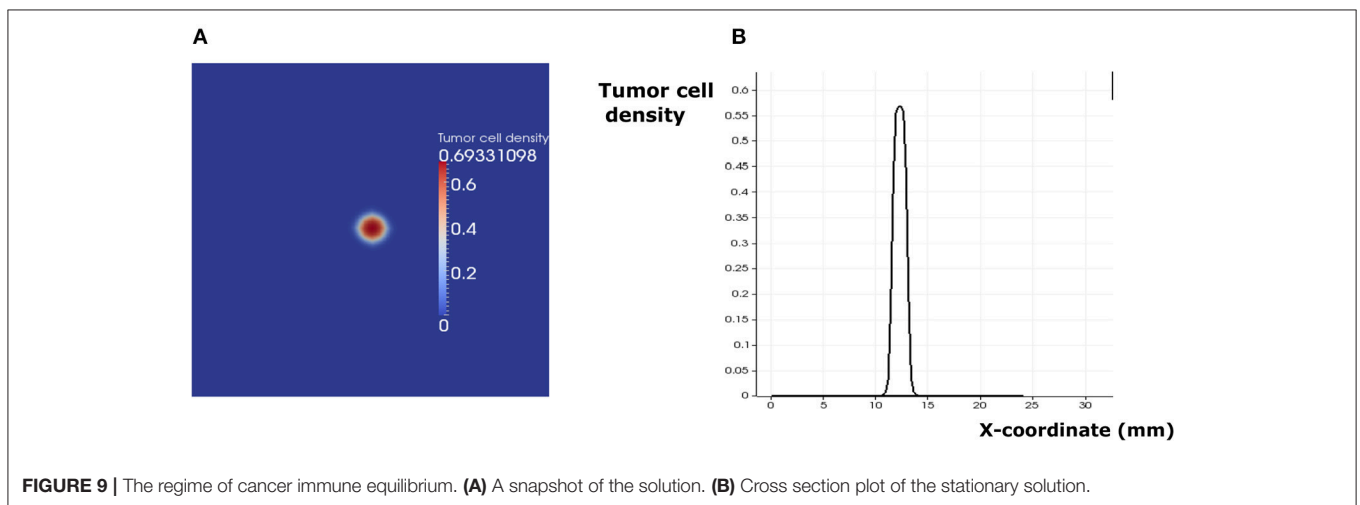 A
Tumor cell density
0.69331098
0.6
0.4
0.2
0
B
Tumor cell
density
0.6
0.55
0.5
0.45
0.4
0.35
0.3
0.25
0.2
0.15
0.1
0.05
0
0 5 10 15 20 25 30
X-coordinate (mm)
FIGURE 9 | The regime of cancer immune equilibrium. (A) A snapshot of the solution. (B) Cross section plot of the stationary solution.